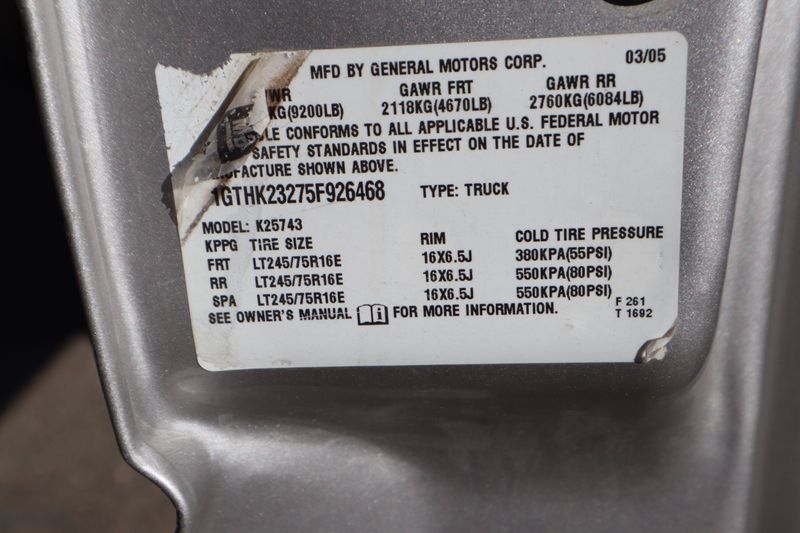 MFD BY GENERAL MOTORS CORP. 03/05
GAWR FRT GAWR RR
KG(9200LB) 2118KG(4670LB) 2760KG(6084LB)
CONFORMS TO ALL APPLICABLE U.S. FEDERAL MOTOR
SAFETY STANDARDS IN EFFECT ON THE DATE OF
SHOWN ABOVE.
1GTHK23275F926468 TYPE: TRUCK
MODEL: K25743
KPPG TIRE SIZE RIM COLD TIRE PRESSURE
FRT LT245/75R16E 16X6.5J 380KPA(55PSI)
RR LT245/75R16E 16X6.5J 550KPA(80PSI)
SPA LT245/75R16E 16X6.5J 550KPA(80PSI)
SEE OWNER'S MANUAL FOR MORE INFORMATION.
F 261
T 1692